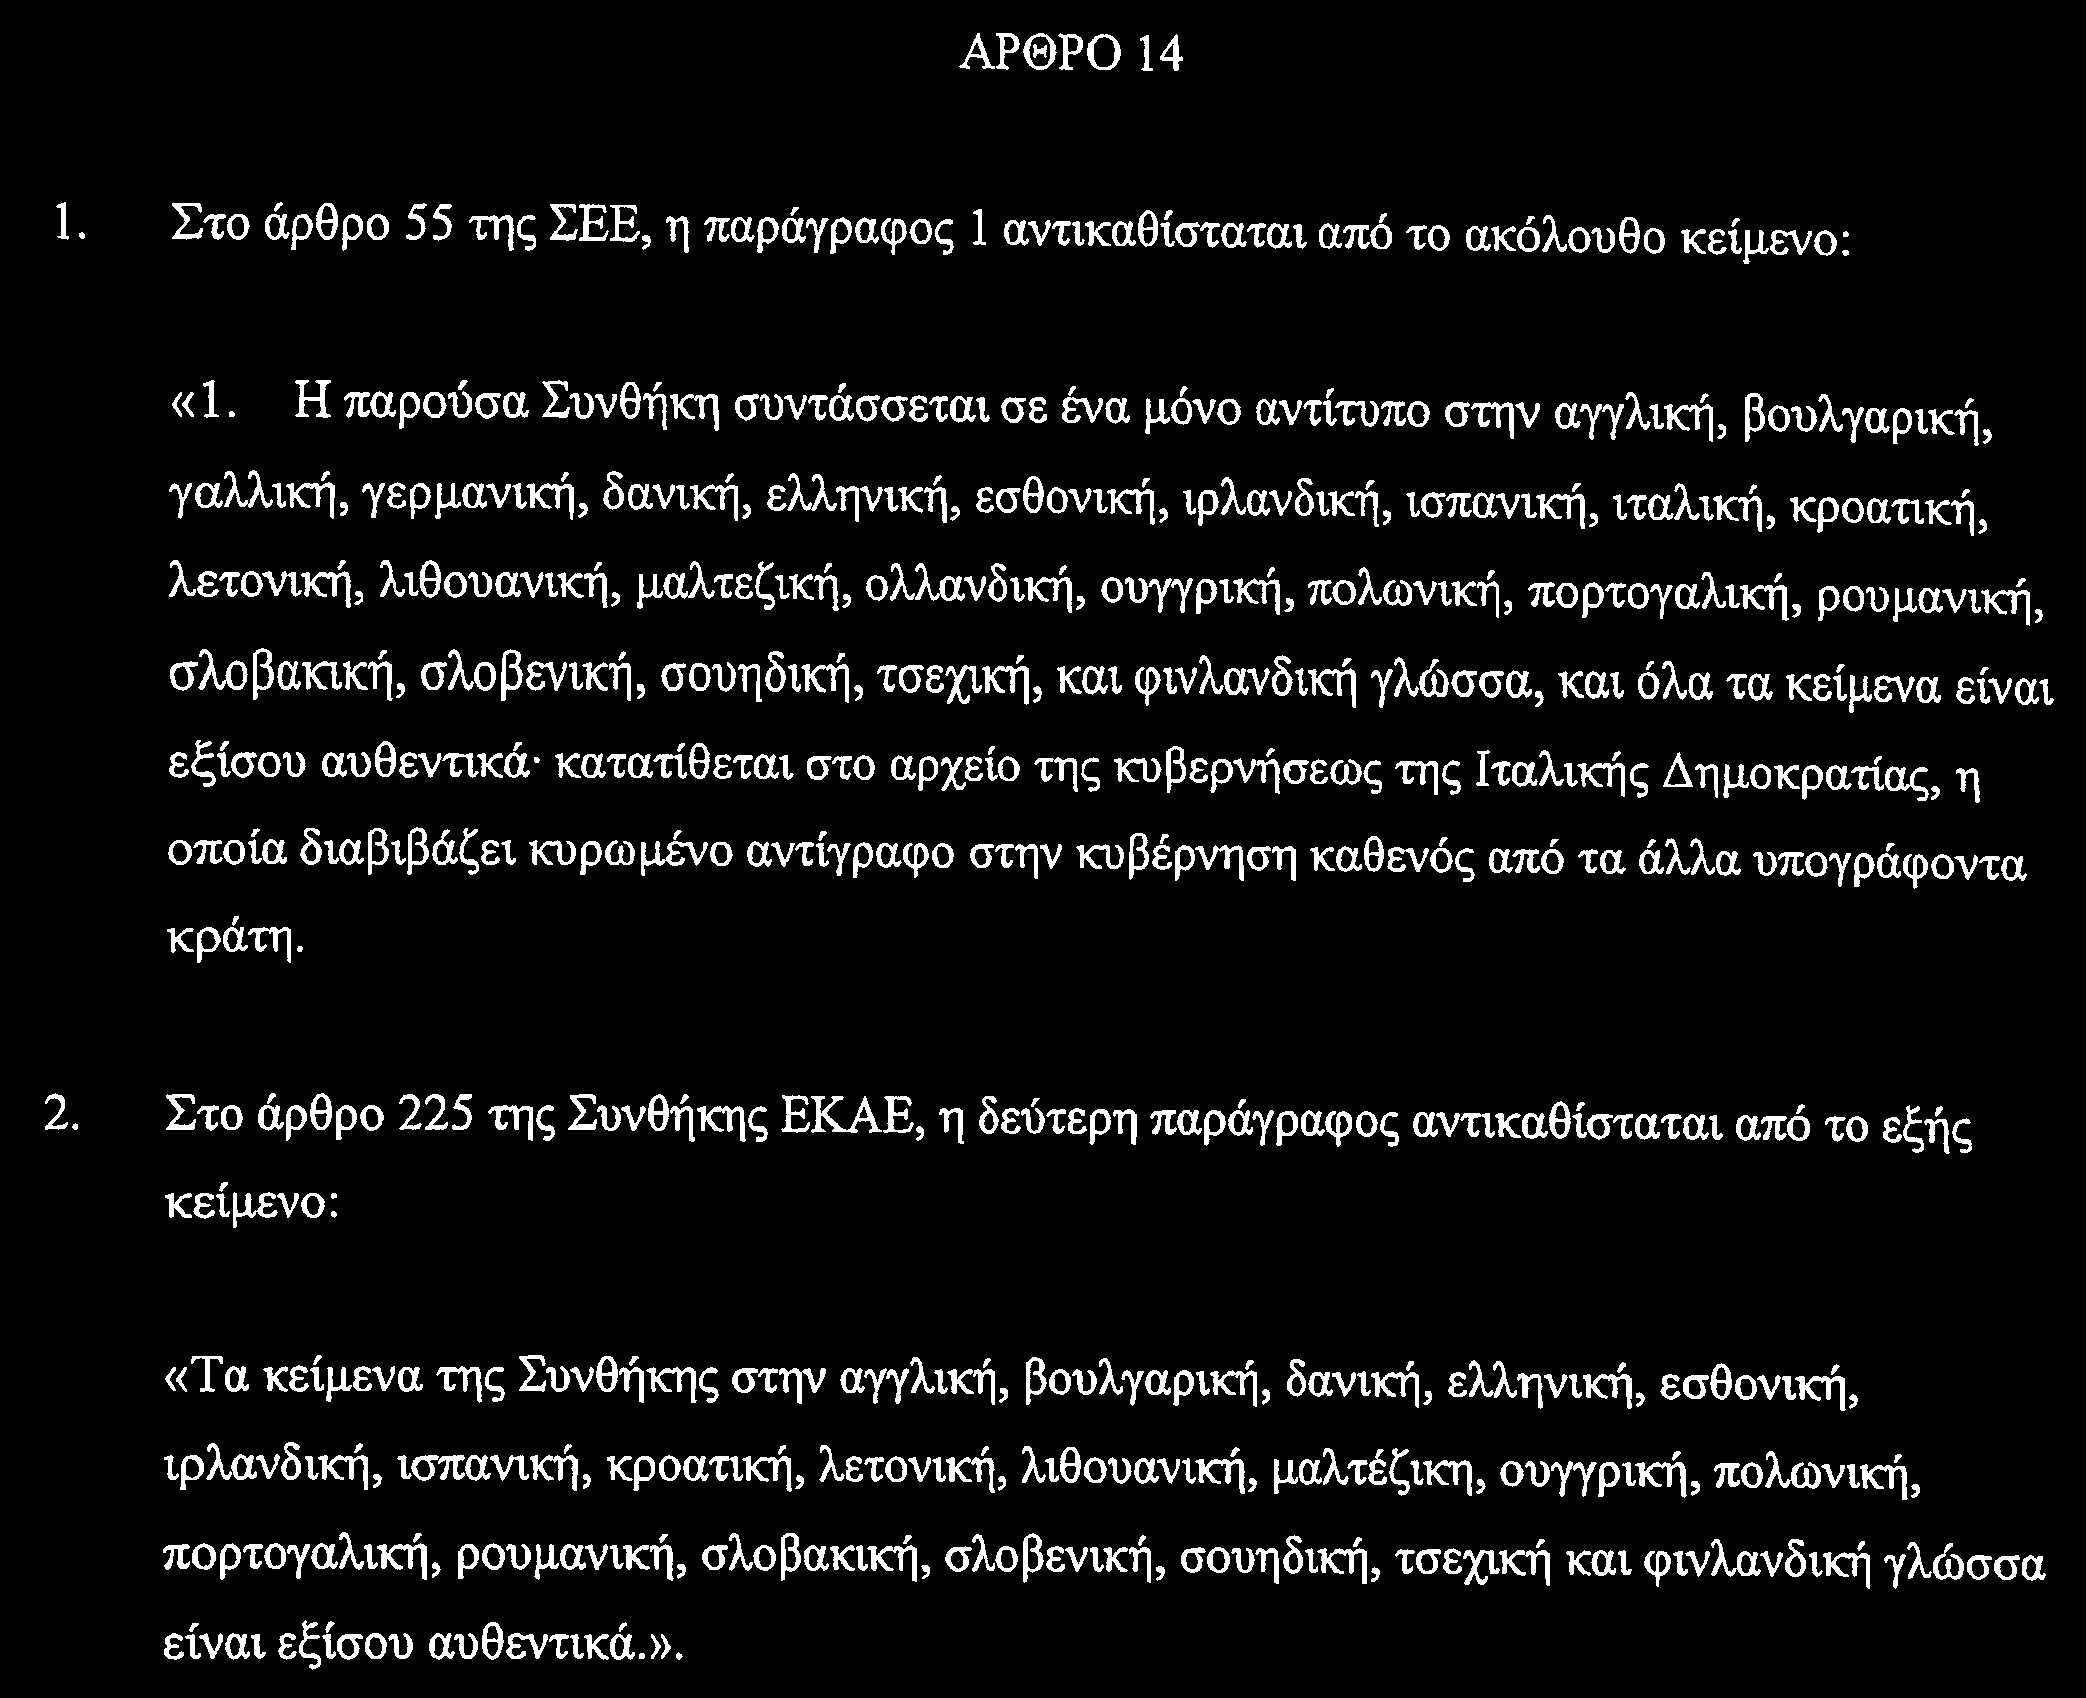 ΑΡΘΡΟ 14
1. Στο άρθρο 55 της ΣΕΕ, η παράγραφος 1 αντικαθίσταται από το ακόλουθο κείμενο:
«1. Η παρούσα Συνθήκη συντάσσεται σε ένα μόνο αντίτυπο στην αγγλική, βουλγαρική,
γαλλική, γερμανική, δανική, ελληνική, εσθονική, ιρλανδική, ισπανική, ιταλική, κροατική,
λετονική, λιθουανική, μαλτεζική, ολλανδική, ουγγρική, πολωνική, πορτογαλική, ρουμανική,
σλοβακική, σλοβενική, σουηδική, τσεχική, και φινλανδική γλώσσα, και όλα τα κείμενα είναι
εξίσου αυθεντικά· κατατίθεται στο αρχείο της κυβερνήσεως της Ιταλικής Δημοκρατίας, η
οποία διαβιβάζει κυρωμένο αντίγραφο στην κυβέρνηση καθενός από τα άλλα υπογράφοντα
κράτη.
2. Στο άρθρο 225 της Συνθήκης ΕΚΑΕ, η δεύτερη παράγραφος αντικαθίσταται από το εξής
κείμενο:
«Τα κείμενα της Συνθήκης στην αγγλική, βουλγαρική, δανική, ελληνική, εσθονική,
ιρλανδική, ισπανική, κροατική, λετονική, λιθουανική, μαλτέζικη, ουγγρική, πολωνική,
πορτογαλική, ρουμανική, σλοβακική, σλοβενική, σουηδική, τσεχική και φινλανδική γλώσσα
είναι εξίσου αυθεντικά.».